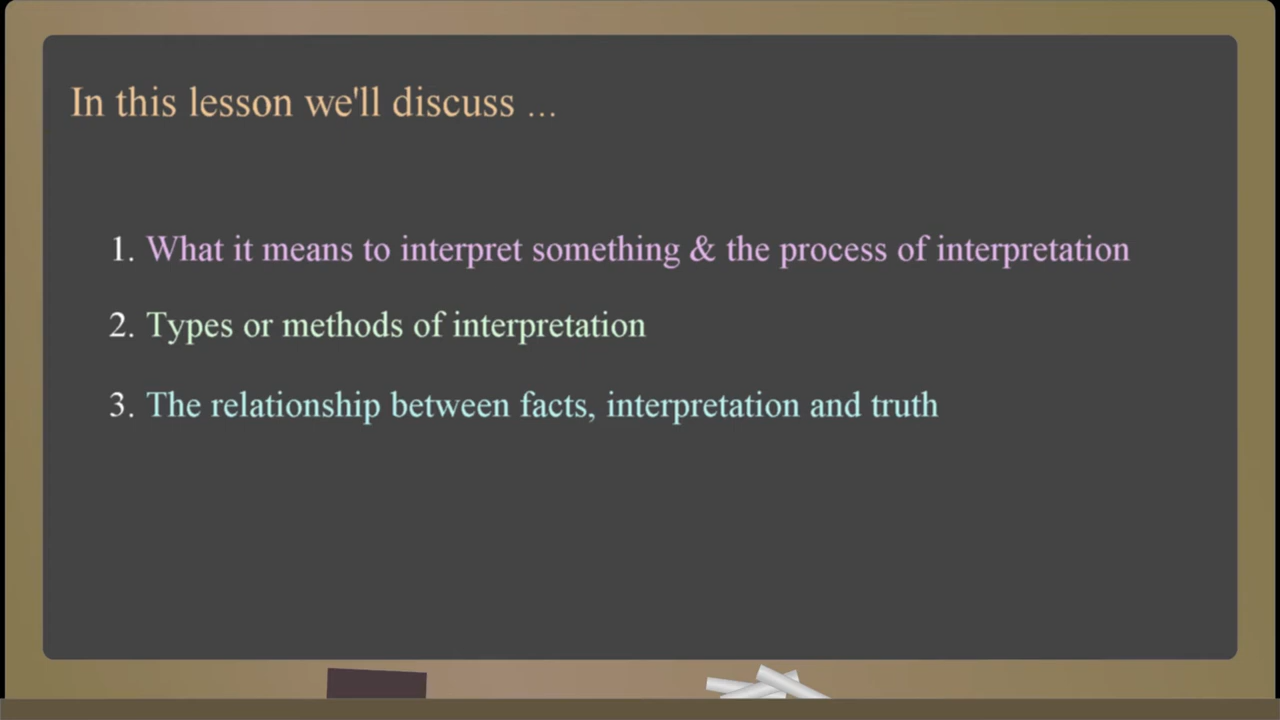 In this lesson we'll discuss ...
1. What it means to interpret something & the process of interpretation
2. Types or methods of interpretation
3. The relationship between facts, interpretation and truth